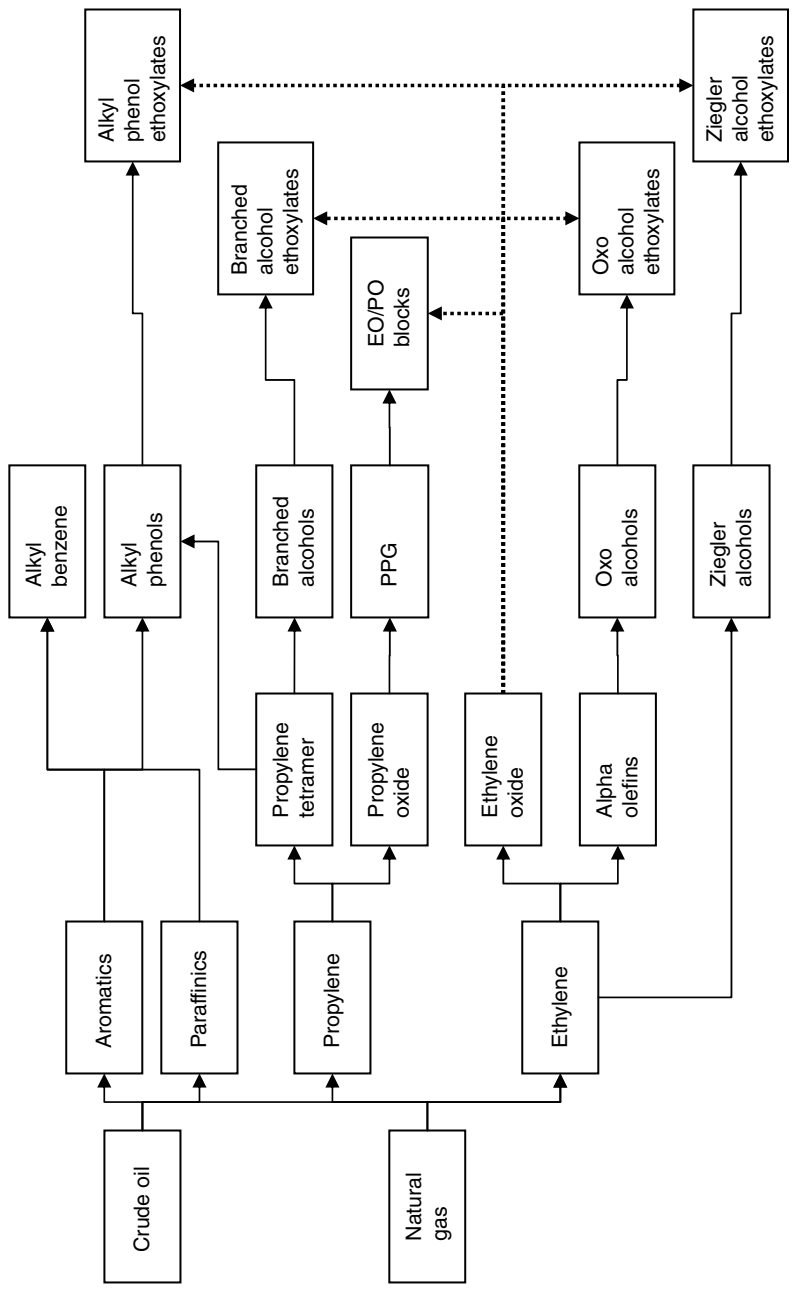 Crude oil
Natural
gas
Aromatics
Paraffinics
Propylene
Ethylene
Propylene
tetramer
Propylene
oxide
Ethylene
oxide
Alpha
olefins
Alkyl
benzene
Alkyl
phenols
Branched
alcohols
PPG
Oxo
alcohols
Ziegler
alcohols
EO/PO
blocks
Branched
alcohol
ethoxylates
Oxo
alcohol
ethoxylates
Alkyl
phenol
ethoxylates
Ziegler
alcohol
ethoxylates